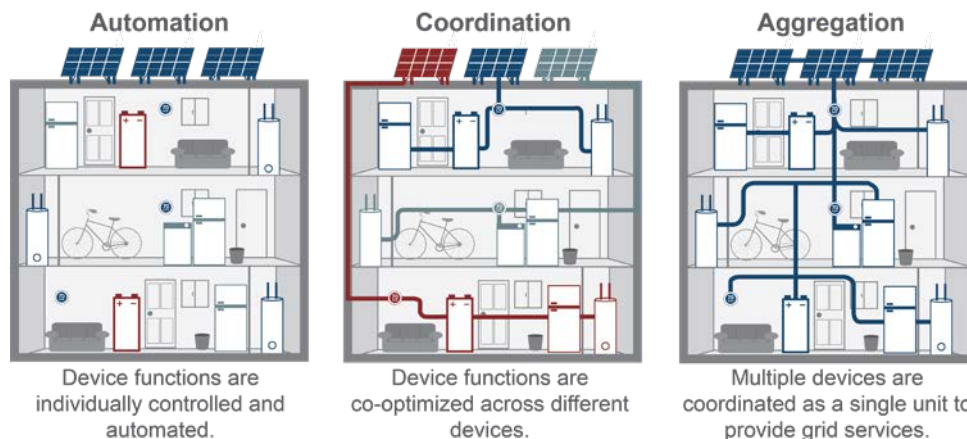 Automation
Coordination
Aggregation
Device functions are
individually controlled and
automated.
Device functions are
co-optimized across different
devices.
Multiple devices are
coordinated as a single unit to
provide grid services.